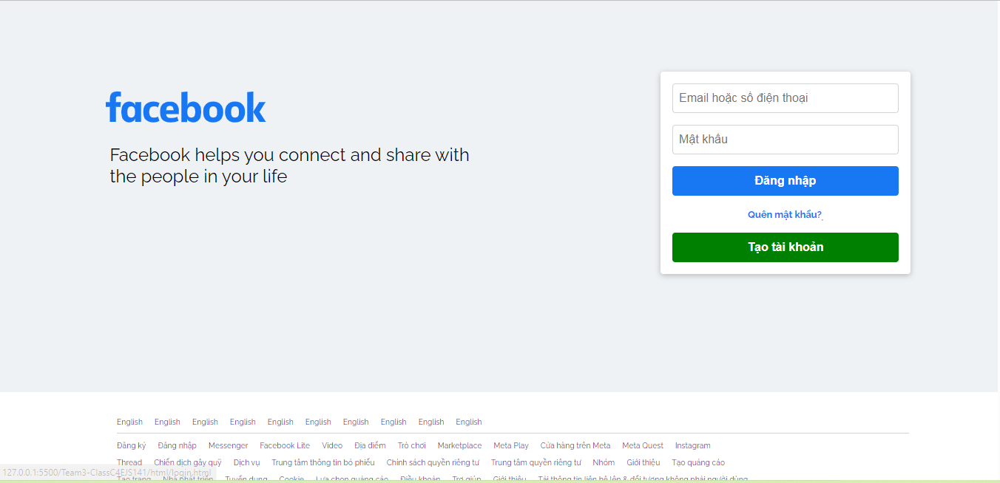 facebook
Facebook helps you connect and share with
the people in your life
Email hoặc số điện thoại
Mật khẩu
Đăng nhập
Quên mật khẩu?
Tạo tài khoản
English English English English English English English English English English
Đăng ký Đăng nhập Messenger Facebook Lite Video Địa điểm Trò chơi Marketplace Meta Play Cửa hàng trên Meta Meta Quest Instagram
Thread Chiến dịch gây quỹ Dịch vụ Trung tâm thông tin bỏ phiếu Chính sách quyền riêng tư Trung tâm quyền riêng tư Nhóm Giới thiệu Tạo quảng cáo
127.0.0.1:5500/Team3-ClassC4EJS141/html/login.html
Tạo trang Nhà phát triển Tuyển dụng Cookie Lựa chọn quảng cáo Điều khoản Trợ giúp Giới thiệu Tải thông tin liên hệ lên & đối tượng không phải người dùng